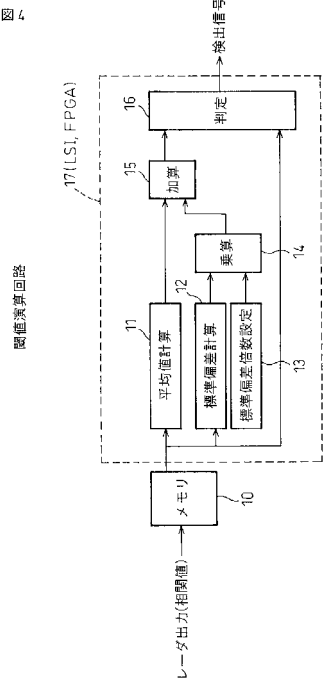 図4
閾値演算回路
17(LSI, FPGA)
レーダ出力(相関値)
メモリ
10
平均値計算
11
標準偏差計算
12
標準偏差倍数設定
13
乗算
14
加算
15
判定
16
検出信号